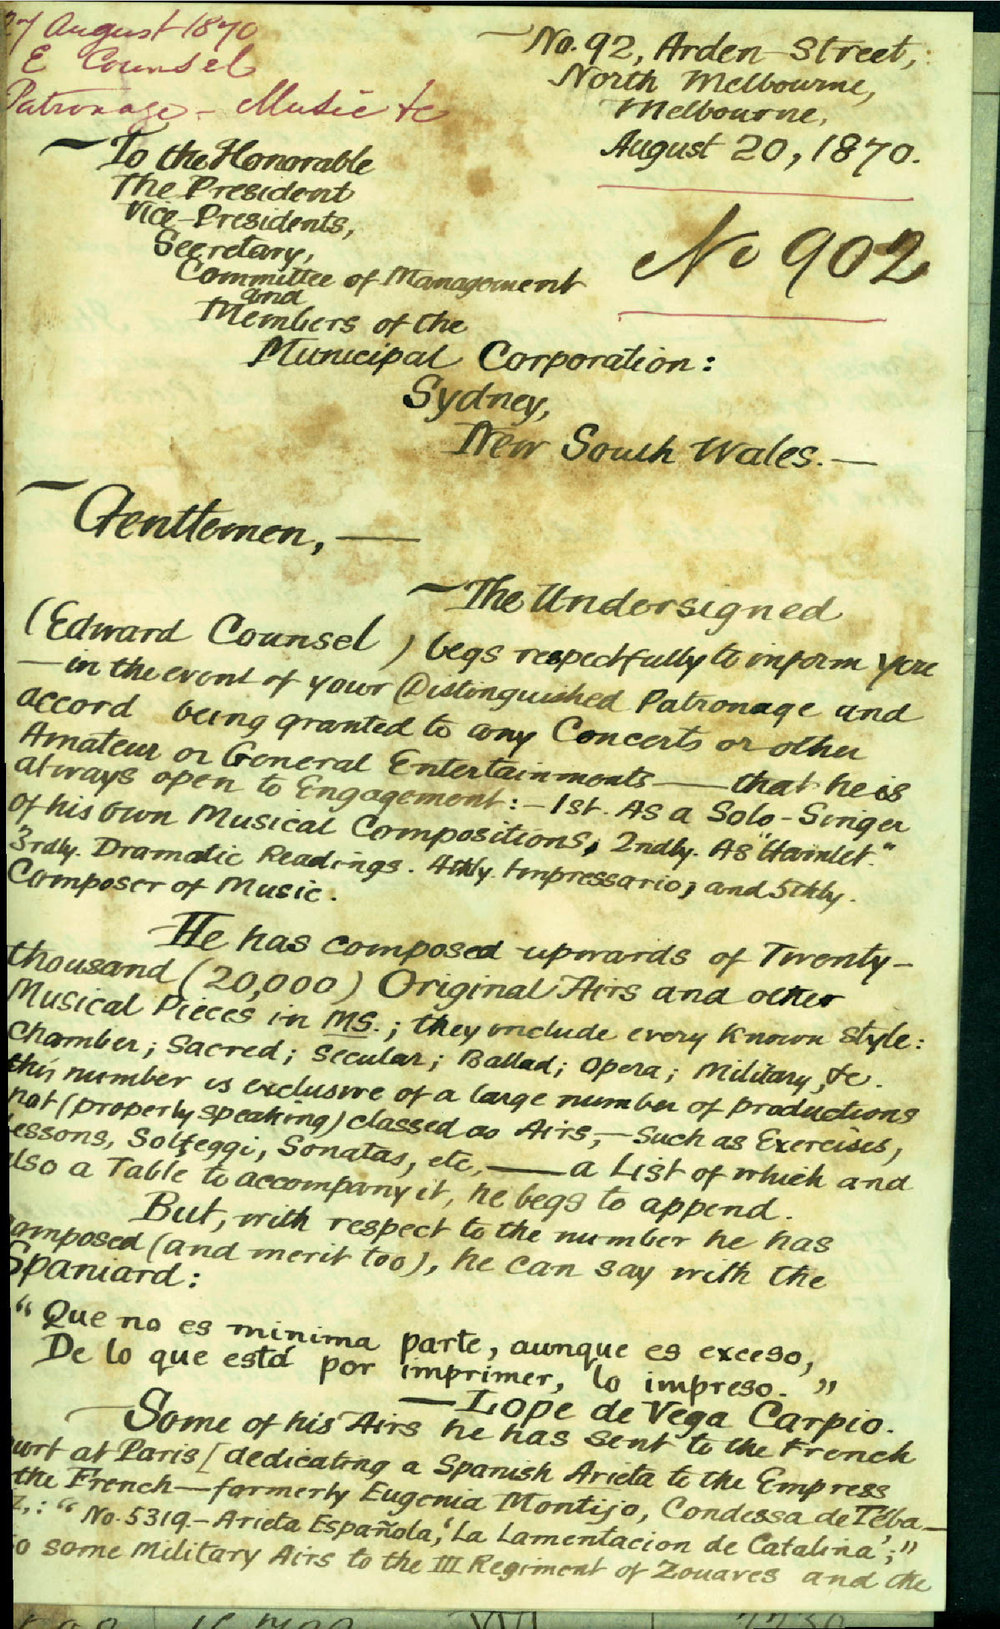 27 August 1870
E Counsel
Patronage - Music &c
No. 92, Arden Street,
North Melbourne,
Melbourne,
August 20, 1870.
No 902
To the Honorable
The President
Vice-Presidents,
Secretary,
Committee of Management
and
Members of the
Municipal Corporation:
Sydney,
New South Wales. —
Gentlemen, —
The Undersigned
(Edward Counsel) begs respectfully to inform you
— in the event of your Distinguished Patronage and
accord being granted to any Concerts or other
Amateur or General Entertainments — that he is
always open to Engagement: — 1st. As a Solo-Singer
of his own Musical Compositions, 2ndly. As "Hamlet."
3rdly. Dramatic Readings. 4thly. Impressario, and 5thly.
Composer of Music.
He has composed upwards of Twenty-
thousand (20,000) Original Airs and other
Musical Pieces in MS.; they include every known style:
Chamber; Sacred; Secular; Ballad; Opera; Military, &c.
this number is exclusive of a large number of productions
not (properly speaking) classed as Airs, — Such as Exercises,
Lessons, Solfeggi, Sonatas, etc, — a List of which and
also a Table to accompany it, he begs to append.
But, with respect to the number he has
composed (and merit too), he can say with the
Spaniard:
"Que no es minima parte, aunque es exceso,
De lo que está por imprimer, lo impreso."
— Lope de Vega Carpio.
Some of his Airs he has sent to the French
Court at Paris [dedicating a Spanish Arieta to the Empress
the French — formerly Eugenia Montijo, Condessa de Téba —
z.: "No. 5319. — Arieta Española, 'La Lamentacion de Catalina';"
so some Military Airs to the III Regiment of Zouaves and the